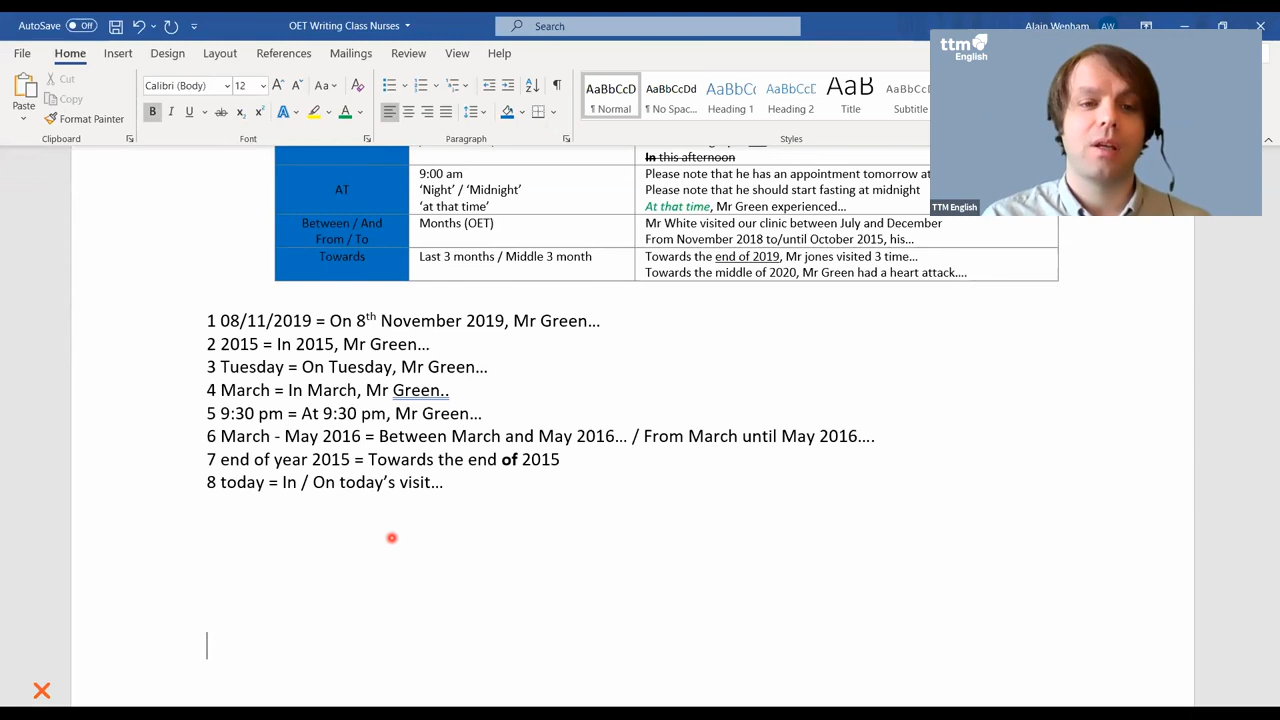 AutoSave Off OET Writing Class Nurses Search Alain Wenham AW
File Home Insert Design Layout References Mailings Review View Help
ttm
English
Paste Cut Copy Format Painter
Calibri (Body) 12 Aa
B I U ab x₂ x² A A A
AaBbCcD AaBbCcDd AaBbCc AaBbCcC AaB AaBbCcD
¶ Normal ¶ No Spac... Heading 1 Heading 2 Title Subtitle
Clipboard Font Paragraph Styles
In this afternoon
AT
9:00 am
'Night' / 'Midnight'
'at that time'
Please note that he has an appointment tomorrow at
Please note that he should start fasting at midnight
At that time, Mr Green experienced...
TTM English
Between / And
From / To
Months (OET)
Mr White visited our clinic between July and December
From November 2018 to/until October 2015, his...
Towards
Last 3 months / Middle 3 month
Towards the end of 2019, Mr jones visited 3 time...
Towards the middle of 2020, Mr Green had a heart attack....
1 08/11/2019 = On 8th November 2019, Mr Green...
2 2015 = In 2015, Mr Green...
3 Tuesday = On Tuesday, Mr Green...
4 March = In March, Mr Green..
5 9:30 pm = At 9:30 pm, Mr Green...
6 March - May 2016 = Between March and May 2016... / From March until May 2016....
7 end of year 2015 = Towards the end of 2015
8 today = In / On today's visit...